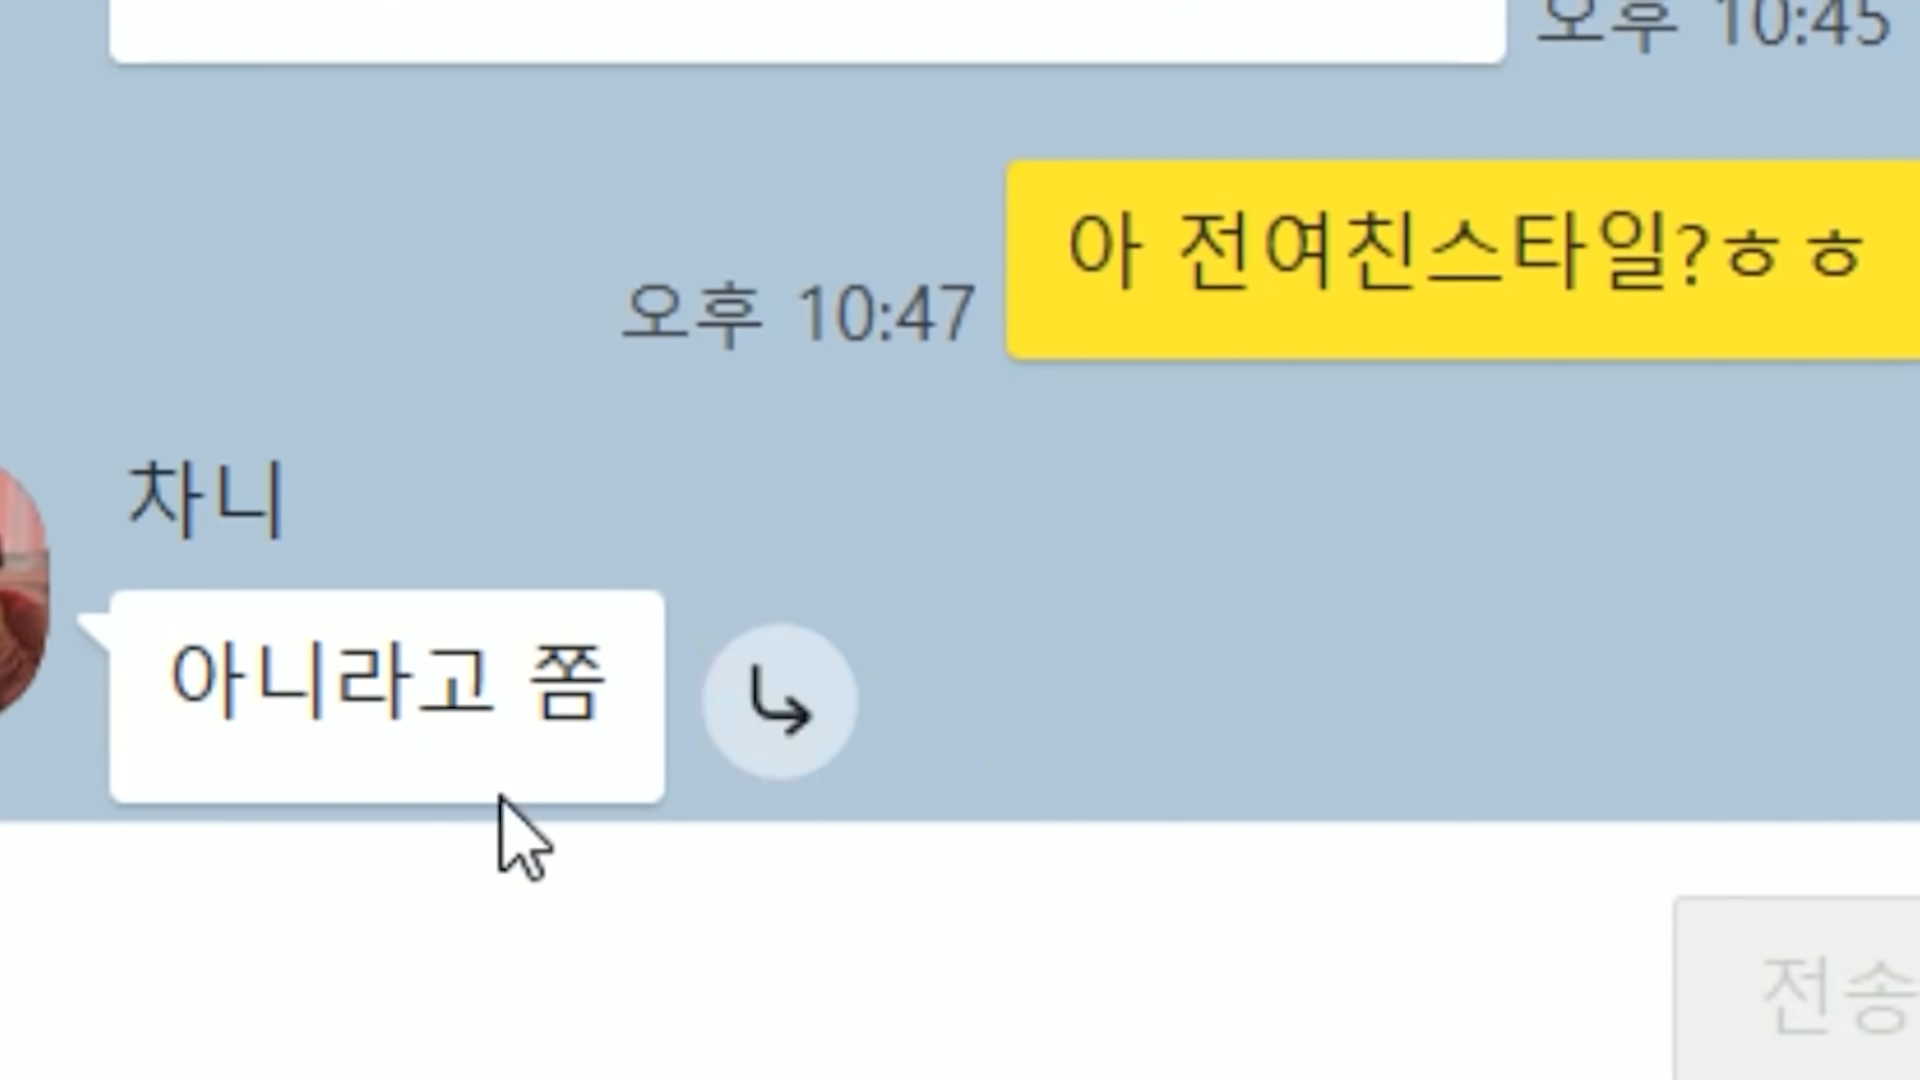 오후 10:45
아 전여친스타일?ㅎㅎ
오후 10:47
차니
아니라고 쫌
전송